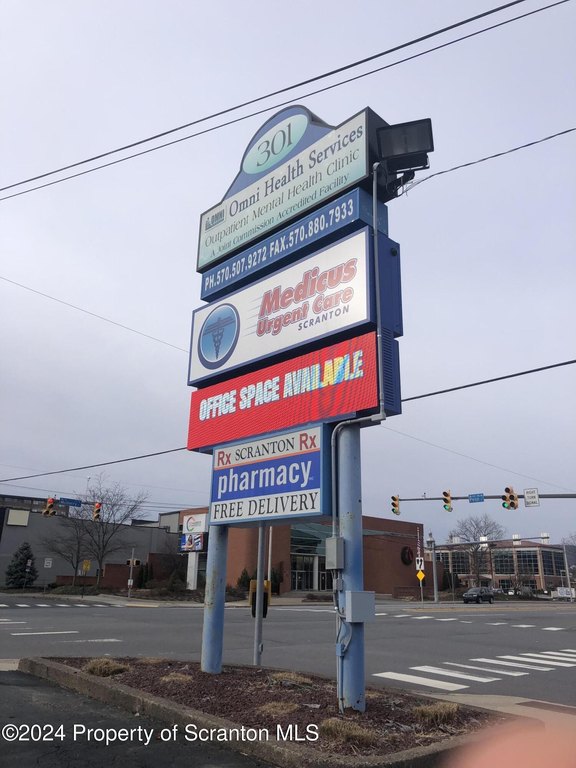 301
OMNI
Omni Health Services
Outpatient Mental Health Clinic
A Joint Commission Accredited Facility
PH.570.507.9272 FAX.570.880.7933
Medicus
Urgent Care
SCRANTON
OFFICE SPACE AVAILABLE
Rx SCRANTON Rx
pharmacy
FREE DELIVERY
©2024 Property of Scranton MLS